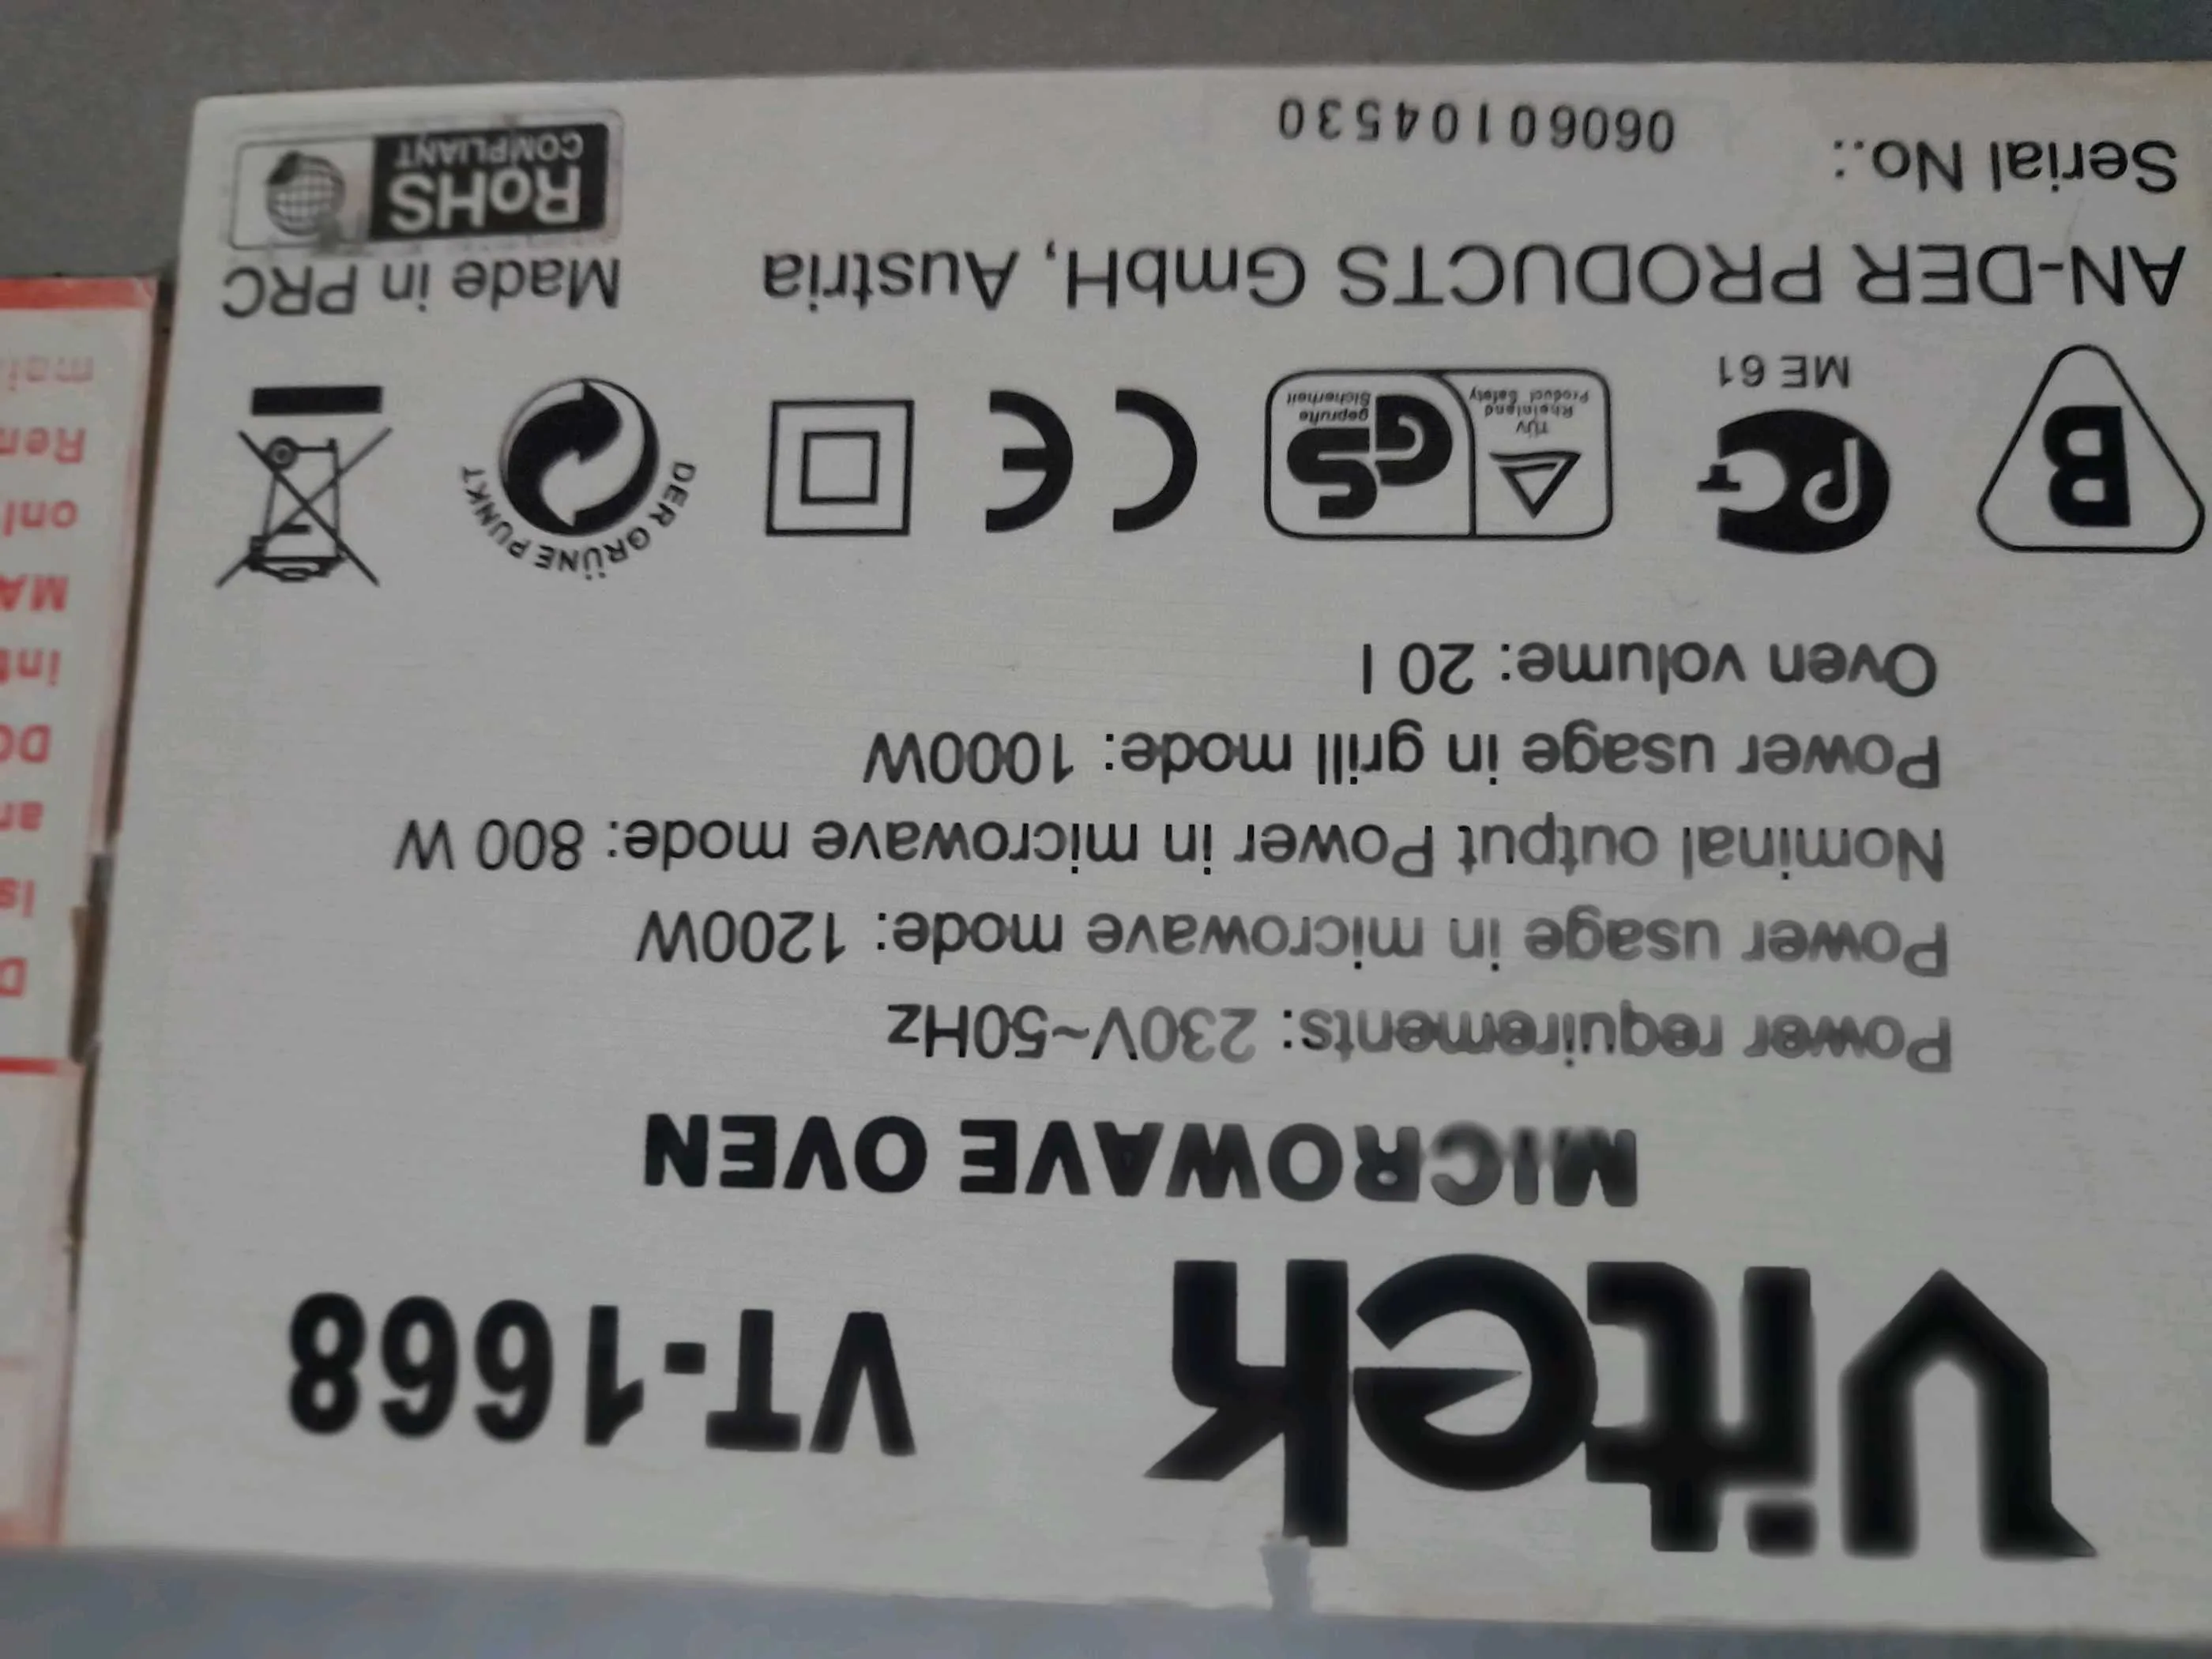 Vitek VT-1668
MICROWAVE OVEN
Power requirements: 230V~50Hz
Power usage in microwave mode: 1200W
Nominal output Power in microwave mode: 800 W
Power usage in grill mode: 1000W
Oven volume: 20 l
B
PCT
ME 61
TÜV
Rheinland
Product Safety
GS
geprüfte
Sicherheit
CE
DER GRÜNE PUNKT
AN-DER PRODUCTS GmbH, Austria
Made in PRC
Serial No.: 06060104530
RoHS
COMPLIANT